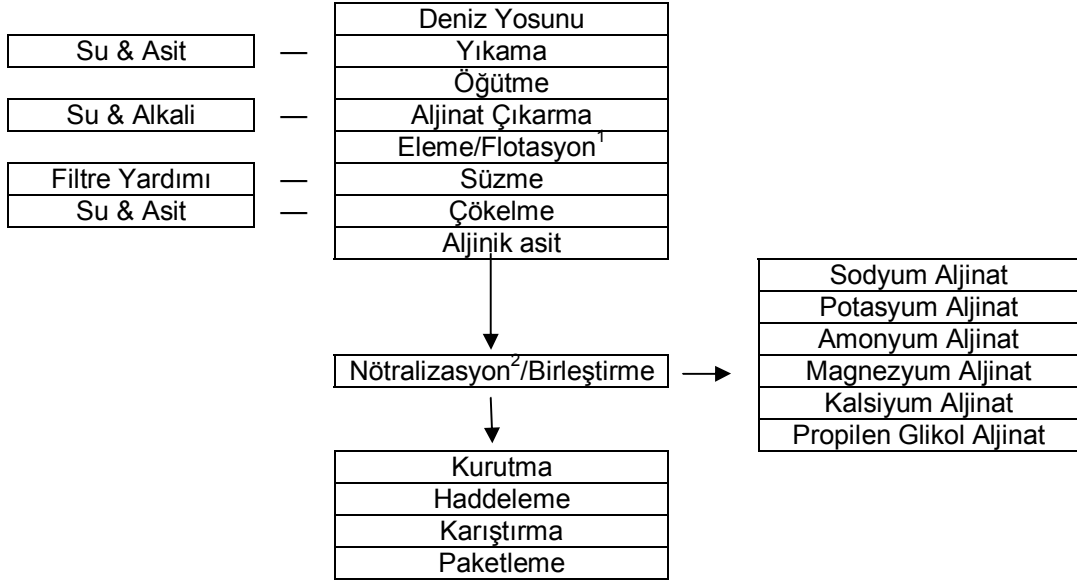 Deniz Yosunu
Su & Asit — Yıkama
Öğütme
Su & Alkali — Aljinat Çıkarma
Eleme/Flotasyon¹
Filtre Yardımı — Süzme
Su & Asit — Çökelme
Aljinik asit
Sodyum Aljinat
Potasyum Aljinat
Amonyum Aljinat
Nötralizasyon²/Birleştirme
Magnezyum Aljinat
Kalsiyum Aljinat
Propilen Glikol Aljinat
Kurutma
Haddeleme
Karıştırma
Paketleme